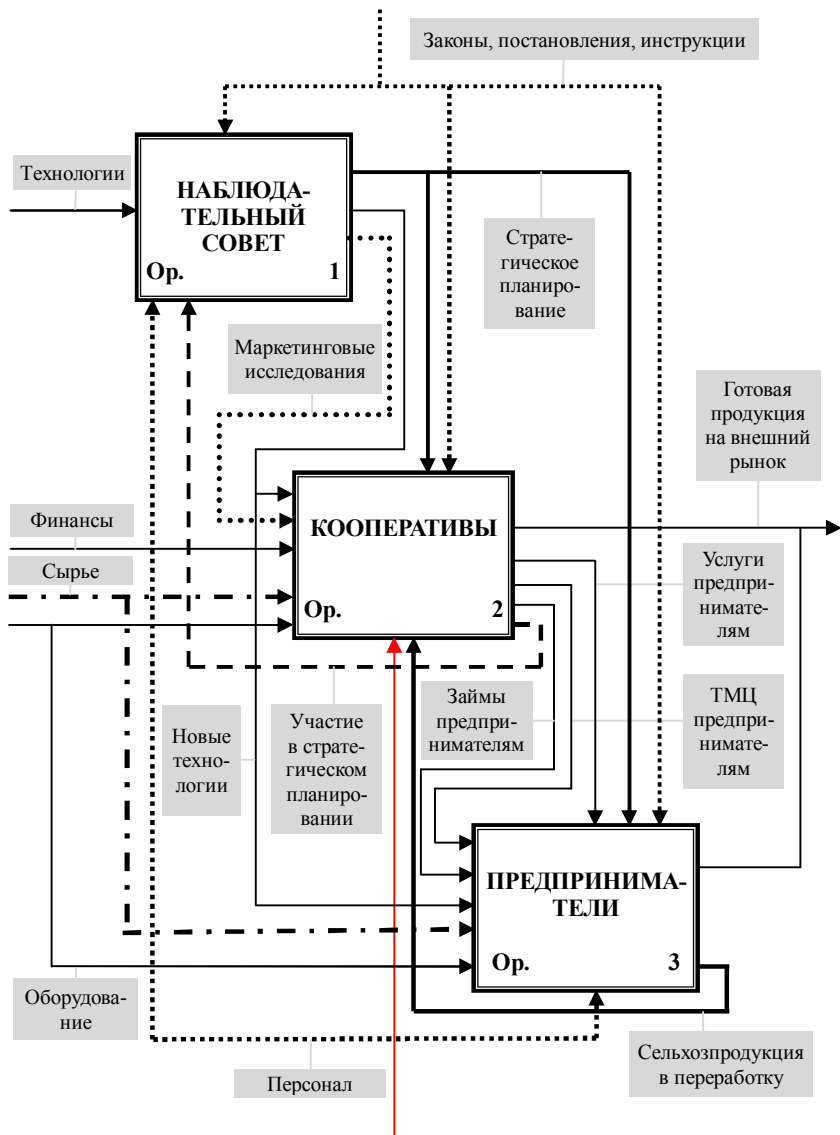 Законы, постановления, инструкции
Технологии
НАБЛЮДА-
ТЕЛЬНЫЙ
СОВЕТ
Ор. 1
Страте-
гическое
планиро-
вание
Маркетинговые
исследования
Готовая
продукция
на внешний
рынок
Финансы
Сырье
КООПЕРАТИВЫ
Ор. 2
Услуги
предпри-
нимате-
лям
Новые
техно-
логии
Участие
в страте-
гическом
планиро-
вании
Займы
предпри-
нимателям
ТМЦ
предпри-
нимате-
лям
ПРЕДПРИНИМА-
ТЕЛИ
Ор. 3
Оборудова-
ние
Персонал
Сельхозпродукция
в переработку